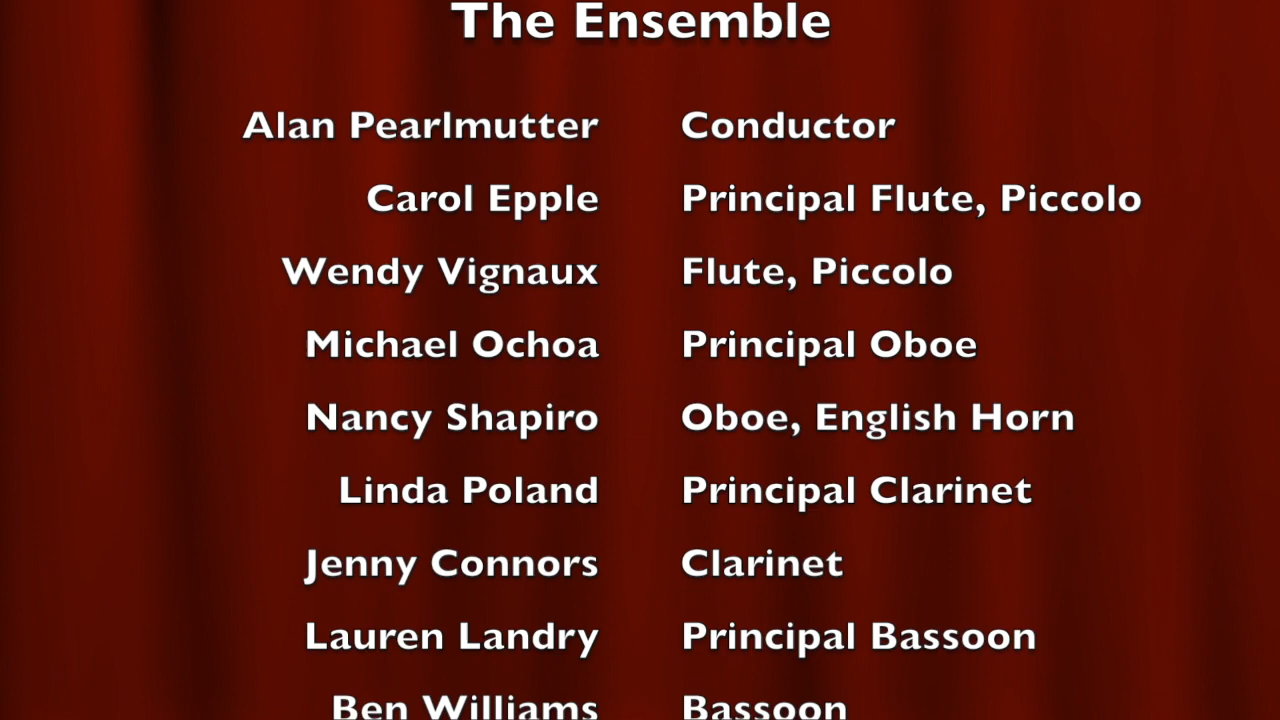 The Ensemble
Alan Pearlmutter Conductor
Carol Epple Principal Flute, Piccolo
Wendy Vignaux Flute, Piccolo
Michael Ochoa Principal Oboe
Nancy Shapiro Oboe, English Horn
Linda Poland Principal Clarinet
Jenny Connors Clarinet
Lauren Landry Principal Bassoon
Ben Williams Bassoon